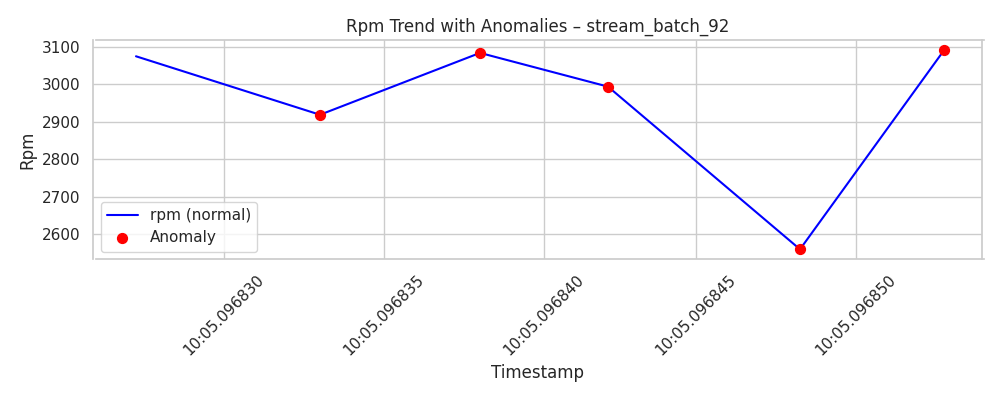 Rpm Trend with Anomalies – stream_batch_92
Rpm
3100
3000
2900
2800
2700
2600
rpm (normal)
Anomaly
10:05.096830
10:05.096835
10:05.096840
10:05.096845
10:05.096850
Timestamp